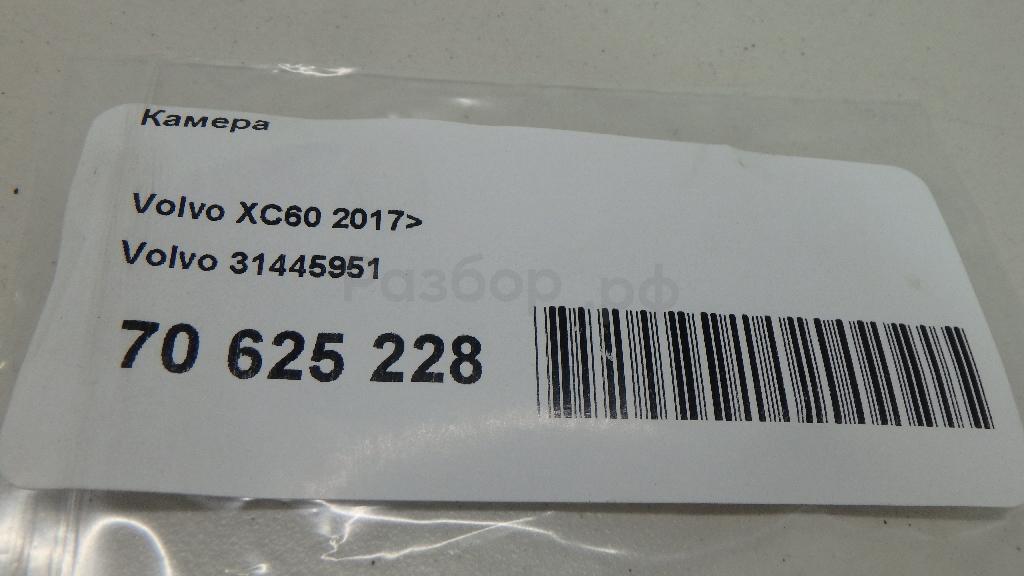 Камера
Volvo XC60 2017>
Volvo 31445951
Разбор.рф
70 625 228